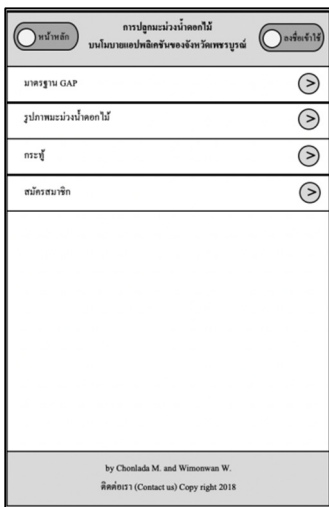 หน้าหลัก
การปลูกมะม่วงน้ำดอกไม้
บนโมบายแอปพลิเคชันของจังหวัดเพชรบูรณ์
ลงชื่อเข้าใช้
มาตรฐาน GAP
>
รูปภาพมะม่วงน้ำดอกไม้
>
กระทู้
>
สมัครสมาชิก
>
by Chonlada M. and Wimonwan W.
ติดต่อเรา (Contact us) Copy right 2018